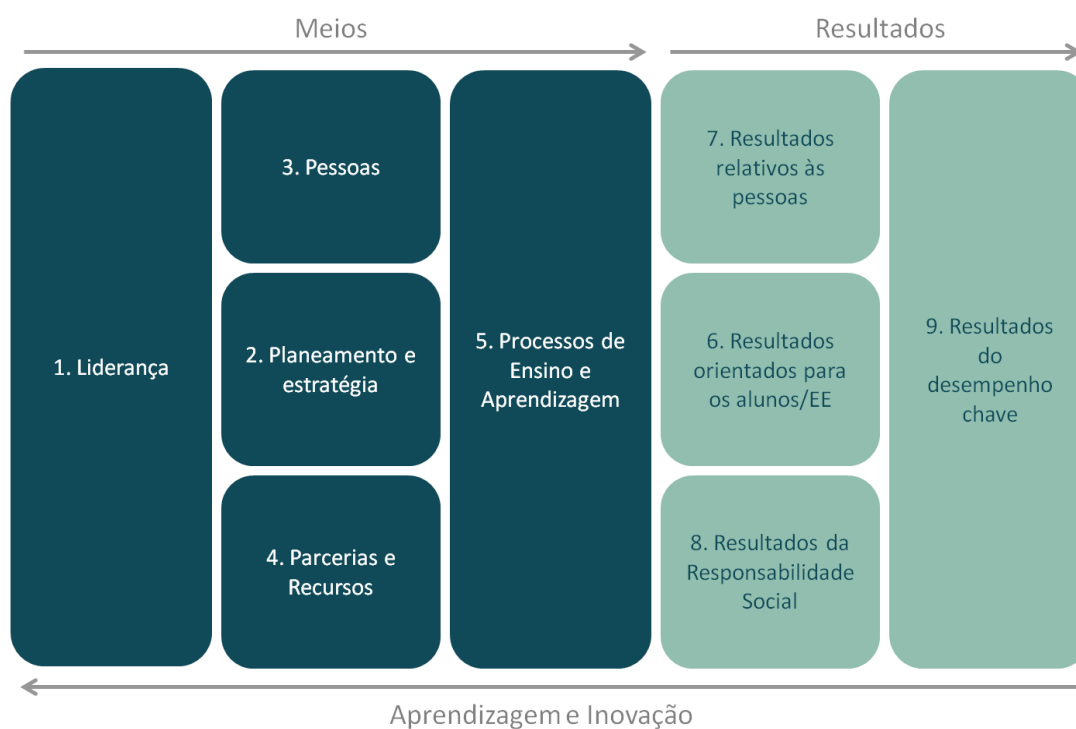 Meios
Resultados
1. Liderança
3. Pessoas
2. Planeamento e
estratégia
4. Parcerias e
Recursos
5. Processos de
Ensino e
Aprendizagem
7. Resultados
relativos às
pessoas
6. Resultados
orientados para
os alunos/EE
8. Resultados da
Responsabilidade
Social
9. Resultados
do
desempenho
chave
Aprendizagem e Inovação